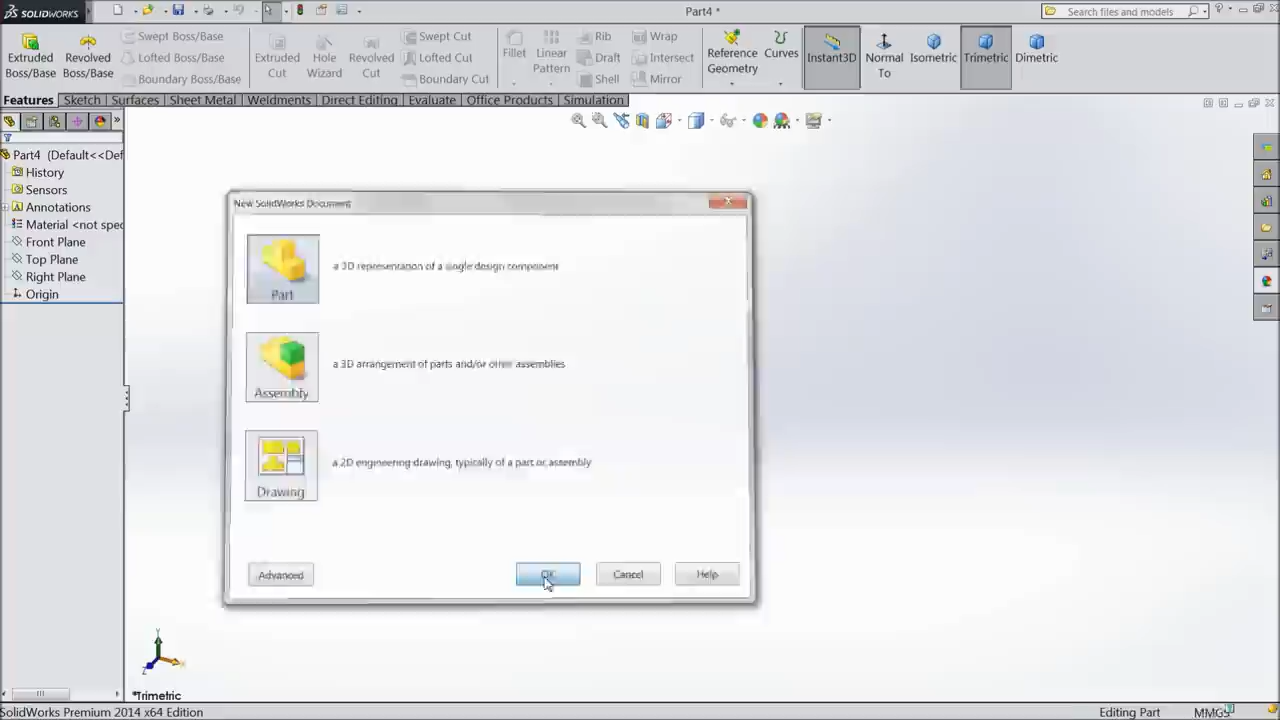 SOLIDWORKS
Part4 *
Search files and models
Extruded Boss/Base
Revolved Boss/Base
Swept Boss/Base
Lofted Boss/Base
Boundary Boss/Base
Extruded Cut
Hole Wizard
Revolved Cut
Swept Cut
Lofted Cut
Boundary Cut
Fillet
Linear Pattern
Rib
Draft
Shell
Wrap
Intersect
Mirror
Reference Geometry
Curves
Instant3D
Normal To
Isometric
Trimetric
Dimetric
Features
Sketch
Surfaces
Sheet Metal
Weldments
Direct Editing
Evaluate
Office Products
Simulation
Part4 (Default<<Def
History
Sensors
Annotations
Material <not spec
Front Plane
Top Plane
Right Plane
Origin
New SolidWorks Document
Part
a 3D representation of a single design component
Assembly
a 3D arrangement of parts and/or other assemblies
Drawing
a 2D engineering drawing, typically of a part or assembly
Advanced
OK
Cancel
Help
Y
X
Z
*Trimetric
SolidWorks Premium 2014 x64 Edition
Editing Part
MMGS